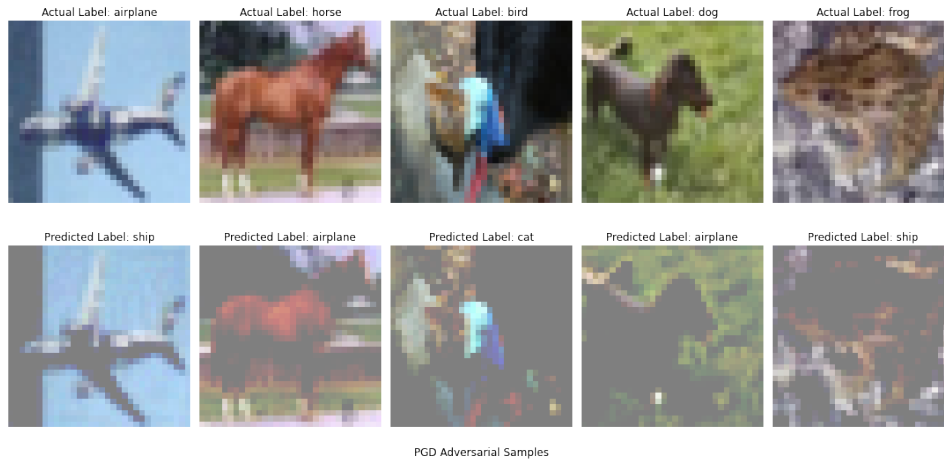 Actual Label: airplane
Actual Label: horse
Actual Label: bird
Actual Label: dog
Actual Label: frog
Predicted Label: ship
Predicted Label: airplane
Predicted Label: cat
Predicted Label: airplane
Predicted Label: ship
PGD Adversarial Samples